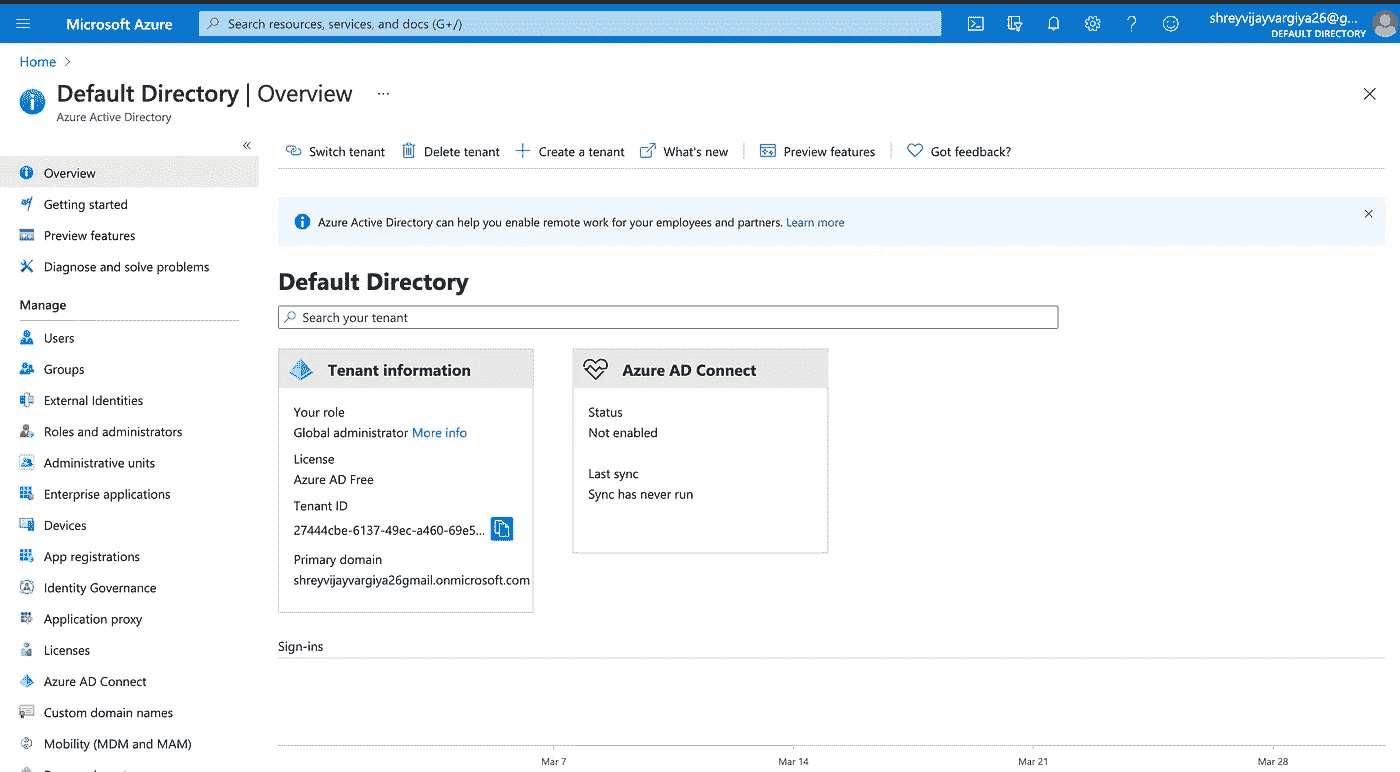 Microsoft Azure
Search resources, services, and docs (G+/)
shreyvijayvargiya26@g...
DEFAULT DIRECTORY
Home
Default Directory | Overview ...
Azure Active Directory
Overview
Getting started
Preview features
Diagnose and solve problems
Manage
Users
Groups
External Identities
Roles and administrators
Administrative units
Enterprise applications
Devices
App registrations
Identity Governance
Application proxy
Licenses
Azure AD Connect
Custom domain names
Mobility (MDM and MAM)
Switch tenant
Delete tenant
Create a tenant
What's new
Preview features
Got feedback?
Azure Active Directory can help you enable remote work for your employees and partners. Learn more
Default Directory
Search your tenant
Tenant information
Your role
Global administrator More info
License
Azure AD Free
Tenant ID
27444cbe-6137-49ec-a460-69e5...
Primary domain
shreyvijayvargiya26gmail.onmicrosoft.com
Azure AD Connect
Status
Not enabled
Last sync
Sync has never run
Sign-ins
Mar 7
Mar 14
Mar 21
Mar 28